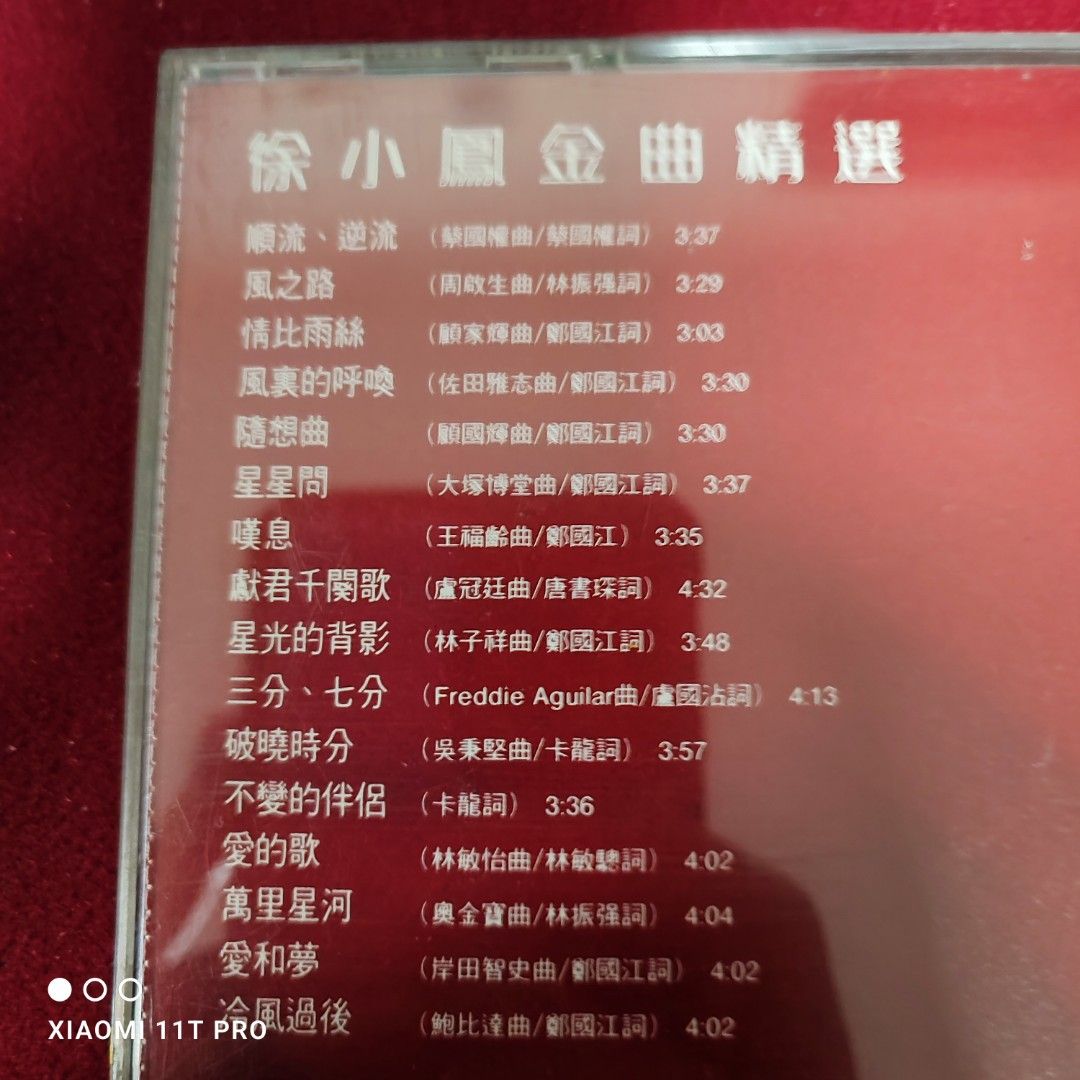 徐小鳳金曲精選
順流、逆流 (蔡國權曲/蔡國權詞) 3:37
風之路 (周啟生曲/林振强詞) 3:29
情比雨絲 (顧家輝曲/鄭國江詞) 3:03
風裏的呼喚 (佐田雅志曲/鄭國江詞) 3:30
隨想曲 (顧國輝曲/鄭國江詞) 3:30
星星問 (大塚博堂曲/鄭國江詞) 3:37
嘆息 (王福齡曲/鄭國江) 3:35
獻君千闋歌 (盧冠廷曲/唐書琛詞) 4:32
星光的背影 (林子祥曲/鄭國江詞) 3:48
三分、七分 (Freddie Aguilar曲/盧國沾詞) 4:13
破曉時分 (吳秉堅曲/卡龍詞) 3:57
不變的伴侶 (卡龍詞) 3:36
愛的歌 (林敏怡曲/林敏驄詞) 4:02
萬里星河 (奧金寶曲/林振强詞) 4:04
愛和夢 (岸田智史曲/鄭國江詞) 4:02
冷風過後 (鮑比達曲/鄭國江詞) 4:02
XIAOMI 11T PRO